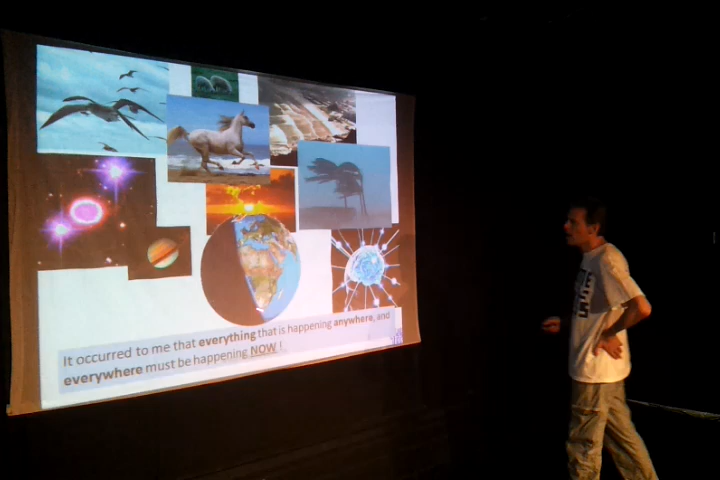 It occurred to me that everything that is happening anywhere, and
everywhere must be happening NOW !